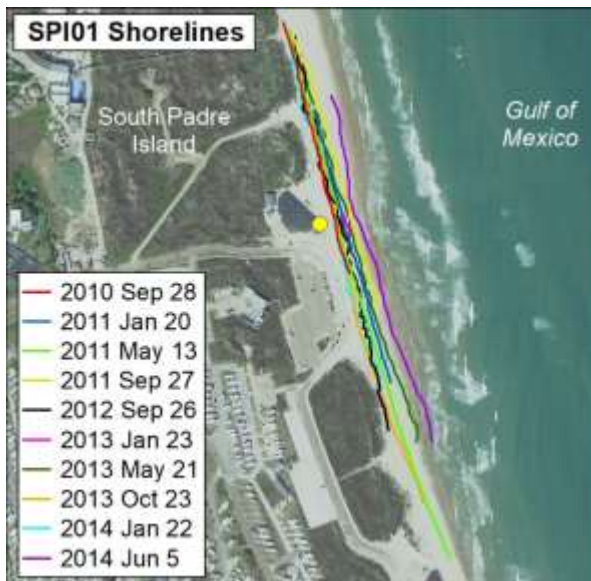 SPI01 Shorelines
South Padre
Island
Gulf of
Mexico
2010 Sep 28
2011 Jan 20
2011 May 13
2011 Sep 27
2012 Sep 26
2013 Jan 23
2013 May 21
2013 Oct 23
2014 Jan 22
2014 Jun 5